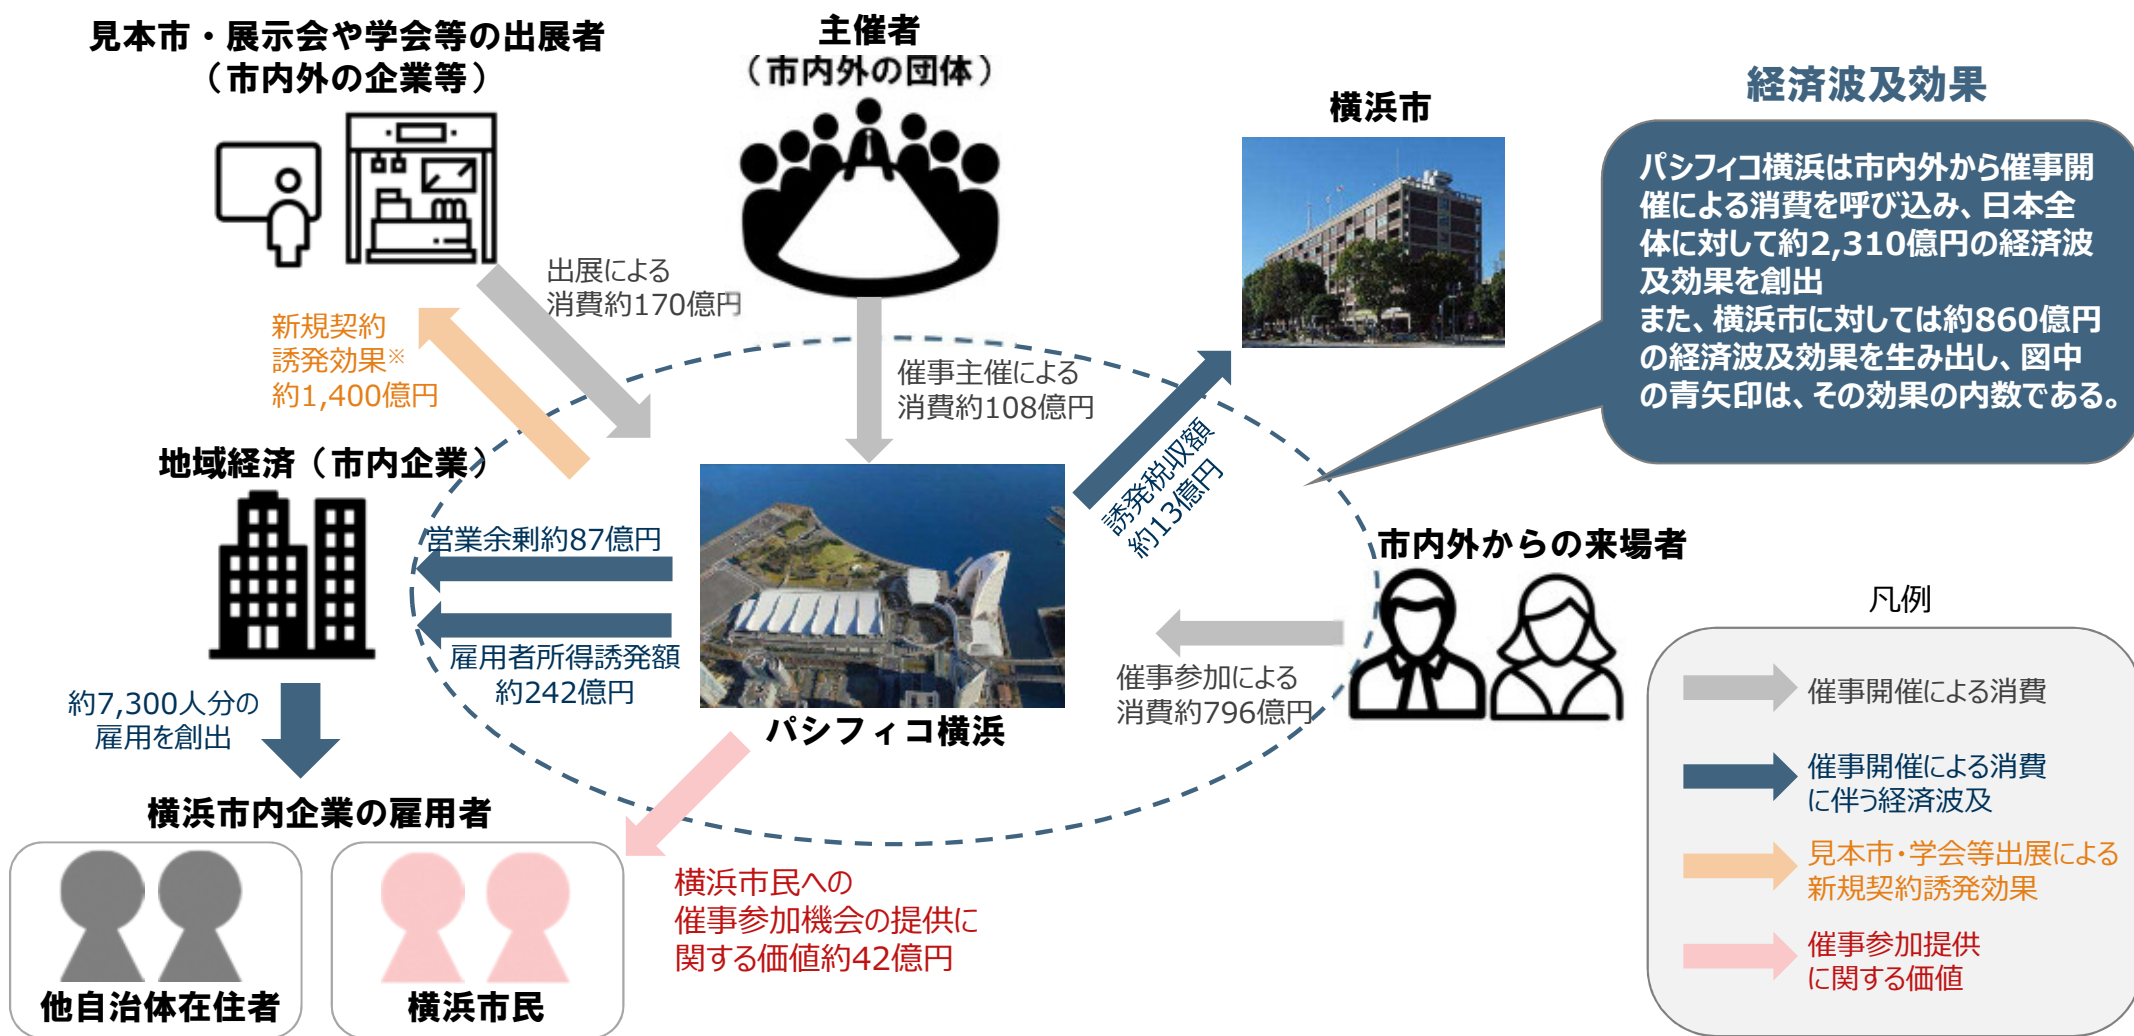 見本市・展示会や学会等の出展者
（市内外の企業等）
主催者
（市内外の団体）
横浜市
経済波及効果
パシフィコ横浜は市内外から催事開
催による消費を呼び込み、日本全
体に対して約2,310億円の経済波
及効果を創出
また、横浜市に対しては約860億円
の経済波及効果を生み出し、図中
の青矢印は、その効果の内数である。
出展による
消費約170億円
新規契約
誘発効果※
約1,400億円
催事主催による
消費約108億円
誘発税収額
約13億円
地域経済（市内企業）
営業余剰約87億円
雇用者所得誘発額
約242億円
市内外からの来場者
催事参加による
消費約796億円
パシフィコ横浜
約7,300人分の
雇用を創出
横浜市内企業の雇用者
他自治体在住者
横浜市民
横浜市民への
催事参加機会の提供に
関する価値約42億円
凡例
催事開催による消費
催事開催による消費
に伴う経済波及
見本市・学会等出展による
新規契約誘発効果
催事参加提供
に関する価値